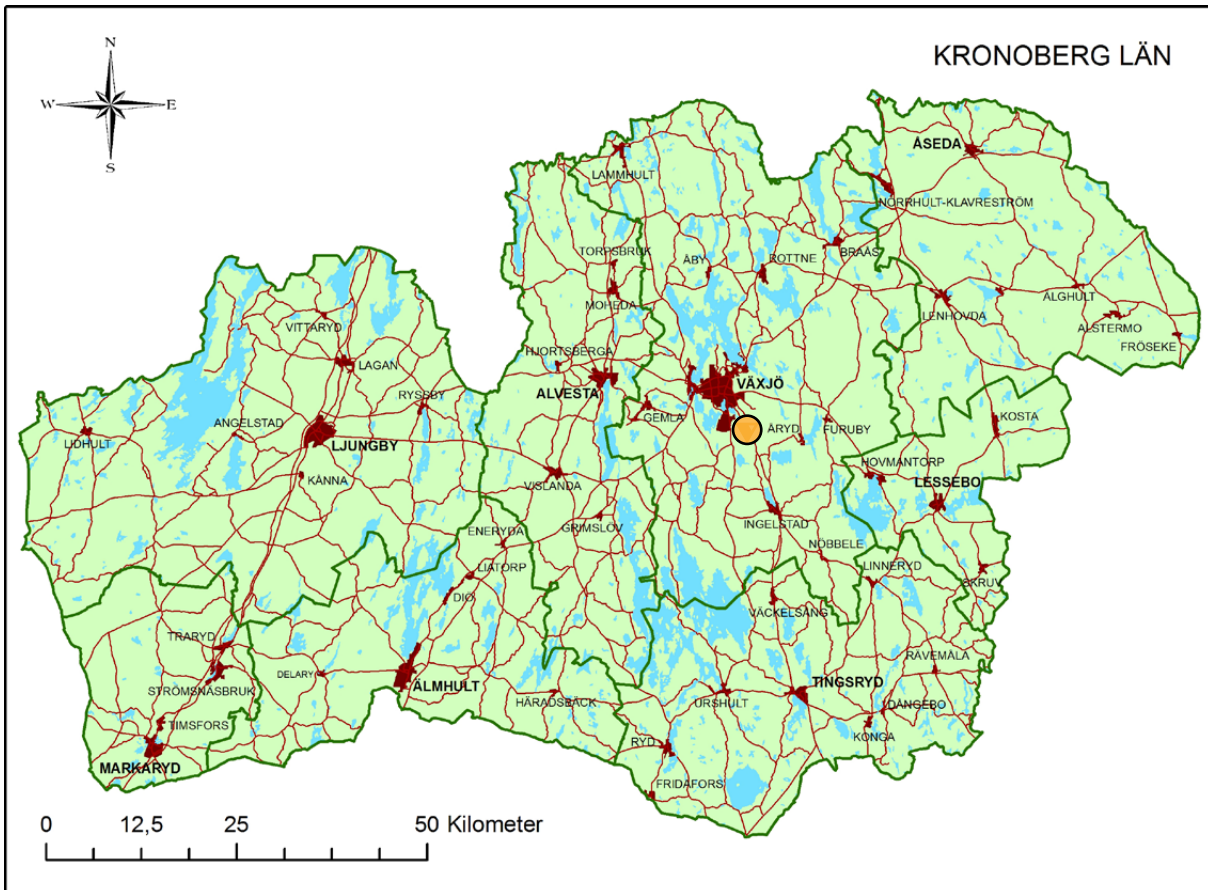 KRONOBERG LÄN
N
W
E
S
ÅSEDA
LAMMHULT
NORRHULT-KLAVRESTRÖM
TORPSBRUK
ÅBY
ROTTNE
BRAÅS
MOHEDA
LENHOVDA
ÄLGHULT
VITTARYD
ALSTERMO
FRÖSEKE
HJORTSBERGA
LAGAN
VÄXJÖ
ALVESTA
RYSSBY
GEMLA
KOSTA
LIDHULT
ANGELSTAD
LJUNGBY
ÅRYD
FURUBY
KÅNNA
VISLANDA
HOVMANTORP
LESSEBO
ENERYDA
GRIMSLÖV
INGELSTAD
NÖBBELE
LIATORP
LINNERYD
SKRUV
DIÖ
VÄCKELSÅNG
TRARYD
RÄVEMÅLA
DELARY
ÄLMHULT
STRÖMSNÄSBRUK
TINGSRYD
HÄRADSBÄCK
URSHULT
DÅNGEBO
TIMSFORS
KONGA
RYD
MARKARYD
FRIDAFORS
0 12,5 25 50 Kilometer